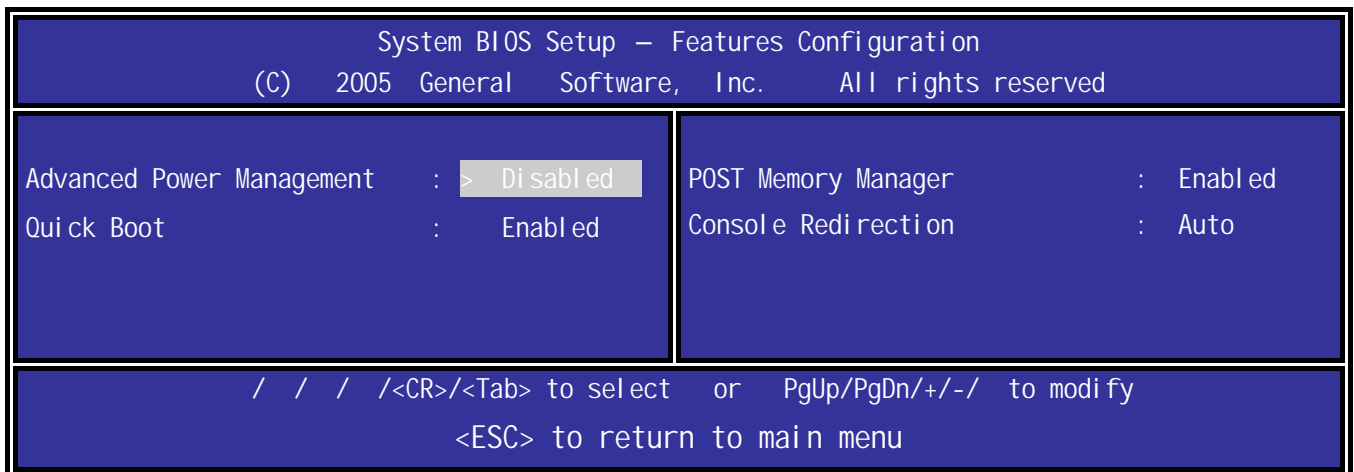 System BIOS Setup – Features Configuration
(C) 2005 General Software, Inc. All rights reserved
Advanced Power Management : > Disabled
Quick Boot : Enabled
POST Memory Manager : Enabled
Console Redirection : Auto
/ / / /<CR>/<Tab> to select or PgUp/PgDn/+/-/ to modify
<ESC> to return to main menu